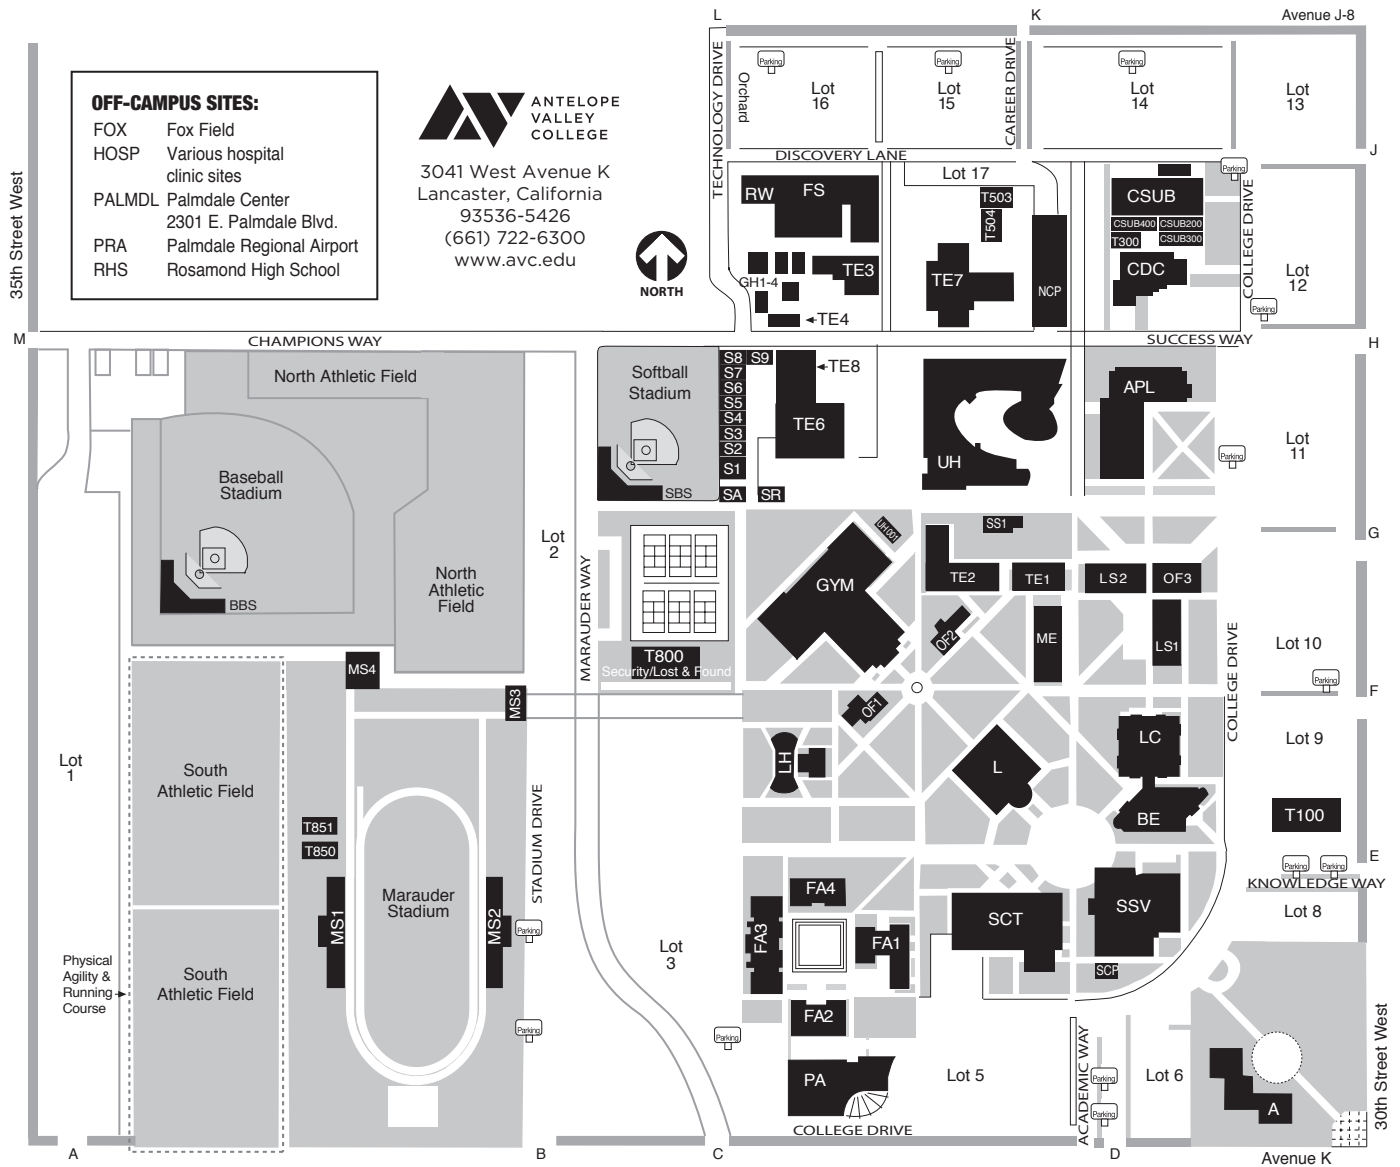 L
K
Avenue J-8
OFF-CAMPUS SITES:
FOX Fox Field
HOSP Various hospital
clinic sites
PALMDL Palmdale Center
2301 E. Palmdale Blvd.
PRA Palmdale Regional Airport
RHS Rosamond High School
ANTELOPE
VALLEY
COLLEGE
3041 West Avenue K
Lancaster, California
93536-5426
(661) 722-6300
www.avc.edu
NORTH
35th Street West
TECHNOLOGY DRIVE
Orchard
Parking
Lot
16
Parking
Lot
15
CAREER DRIVE
Parking
Lot
14
Lot
13
J
DISCOVERY LANE
Lot 17
Parking
RW
FS
T503
T504
CSUB
CSUB400
CSUB200
T300
CSUB300
CDC
COLLEGE DRIVE
Lot
12
Parking
GH1-4
TE3
TE4
TE7
NCP
M
CHAMPIONS WAY
SUCCESS WAY
H
North Athletic Field
Softball
Stadium
S8
S9
S7
S6
S5
S4
S3
S2
S1
SA
SR
SBS
TE8
TE6
UH
APL
Lot
11
Parking
Baseball
Stadium
BBS
North
Athletic
Field
Lot
2
MARAUDER WAY
UH001
SS1
G
GYM
TE2
TE1
LS2
OF3
OF2
ME
LS1
Lot 10
COLLEGE DRIVE
Parking
F
T800
Security/Lost & Found
MS4
MS3
OF1
Lot
1
South
Athletic Field
LH
L
LC
BE
Lot 9
T100
E
T851
T850
STADIUM DRIVE
Marauder
Stadium
MS1
MS2
Parking
Parking
Parking
KNOWLEDGE WAY
Lot 8
FA4
FA3
FA1
SCT
SSV
SCP
Lot
3
Physical
Agility &
Running
Course
South
Athletic Field
Parking
Parking
FA2
PA
Lot 5
ACADEMIC WAY
Parking
Parking
Lot 6
A
30th Street West
COLLEGE DRIVE
A
B
C
D
Avenue K